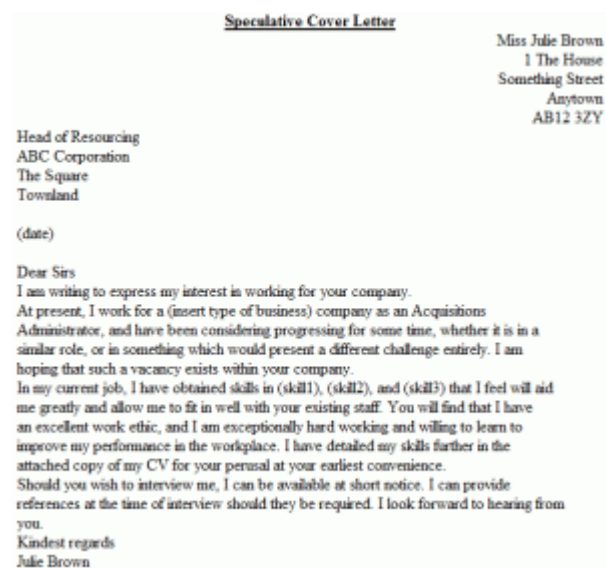 Speculative Cover Letter
Miss Julie Brown
1 The House
Something Street
Anytown
AB12 3ZY
Head of Resourcing
ABC Corporation
The Square
Townland
(date)
Dear Sirs
I am writing to express my interest in working for your company.
At present, I work for a (insert type of business) company as an Acquisitions
Administrator, and have been considering progressing for some time, whether it is in a
similar role, or in something which would present a different challenge entirely. I am
hoping that such a vacancy exists within your company.
In my current job, I have obtained skills in (skill1), (skill2), and (skill3) that I feel will aid
me greatly and allow me to fit in well with your existing staff. You will find that I have
an excellent work ethic, and I am exceptionally hard working and willing to learn to
improve my performance in the workplace. I have detailed my skills further in the
attached copy of my CV for your perusal at your earliest convenience.
Should you wish to interview me, I can be available at short notice. I can provide
references at the time of interview should they be required. I look forward to hearing from
you.
Kindest regards
Julie Brown